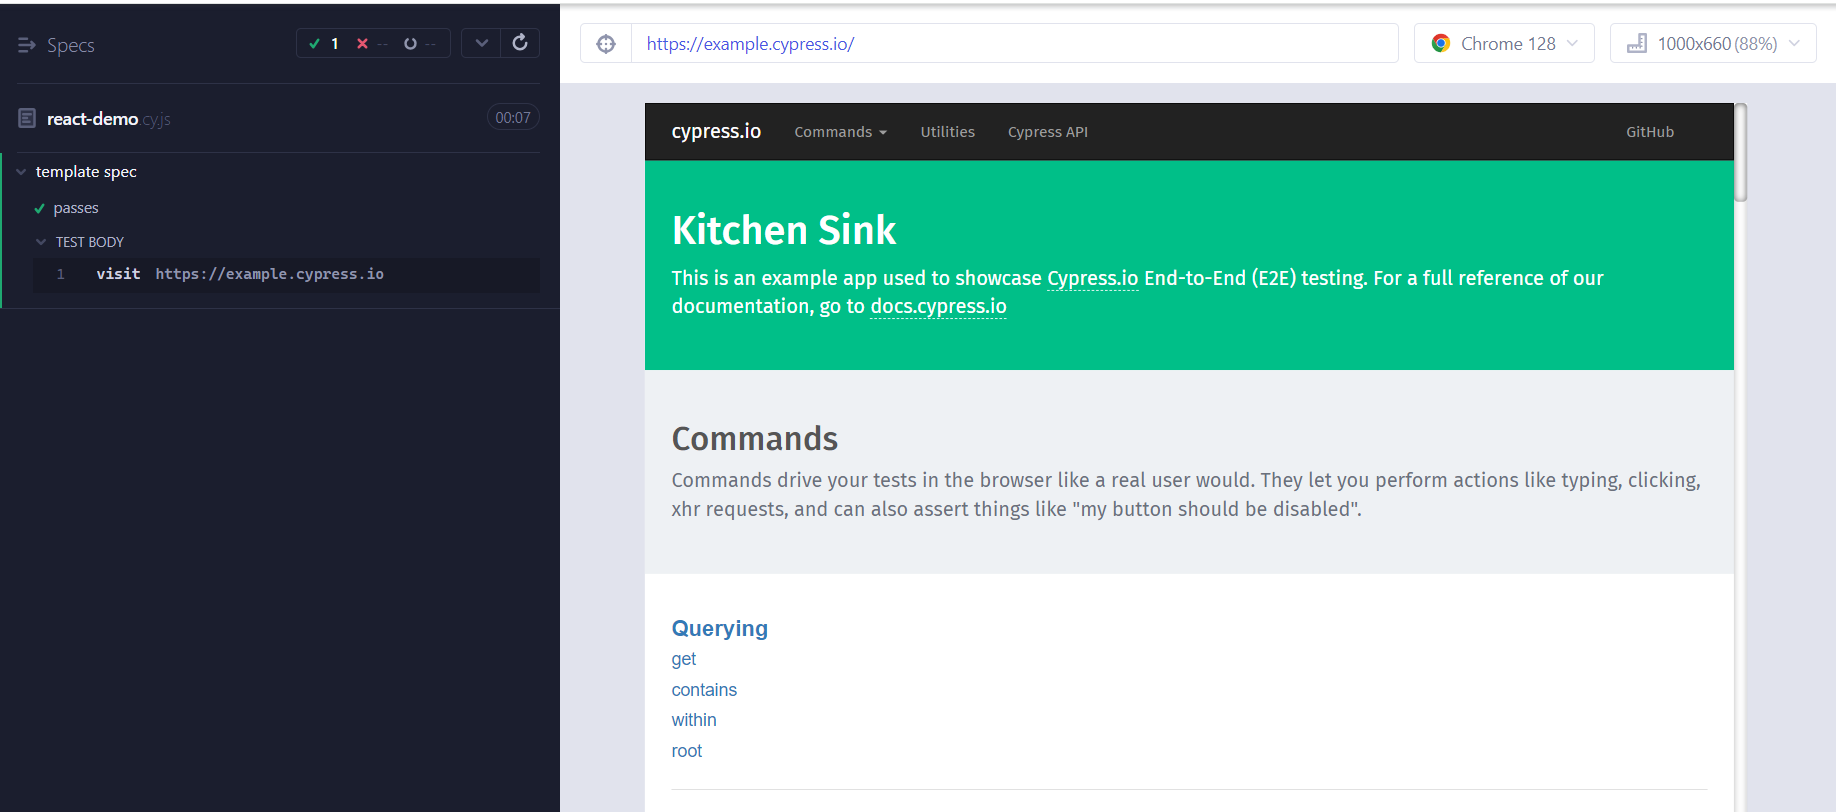 Specs
1 -- --
react-demo.cy.js 00:07
template spec
passes
TEST BODY
1 visit https://example.cypress.io
https://example.cypress.io/
Chrome 128
1000x660 (88%)
cypress.io Commands Utilities Cypress API GitHub
Kitchen Sink
This is an example app used to showcase Cypress.io End-to-End (E2E) testing. For a full reference of our
documentation, go to docs.cypress.io
Commands
Commands drive your tests in the browser like a real user would. They let you perform actions like typing, clicking,
xhr requests, and can also assert things like "my button should be disabled".
Querying
get
contains
within
root